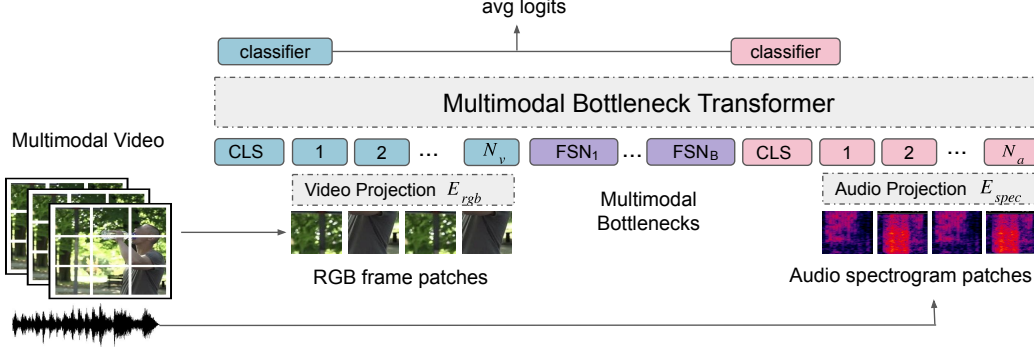 avg logits
classifier classifier
Multimodal Bottleneck Transformer
Multimodal Video
CLS 1 2 ... N_v FSN_1 ... FSN_B CLS 1 2 ... N_a
Video Projection E_rgb
Audio Projection E_spec
Multimodal
Bottlenecks
RGB frame patches
Audio spectrogram patches